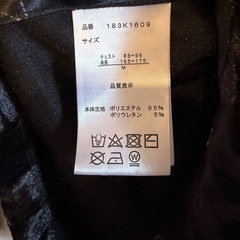 品番 183K1609
サイズ
チェスト 88~96
身長 165~175
M
品質表示
本体生地 ポリエステル 95%
ポリウレタン 5%